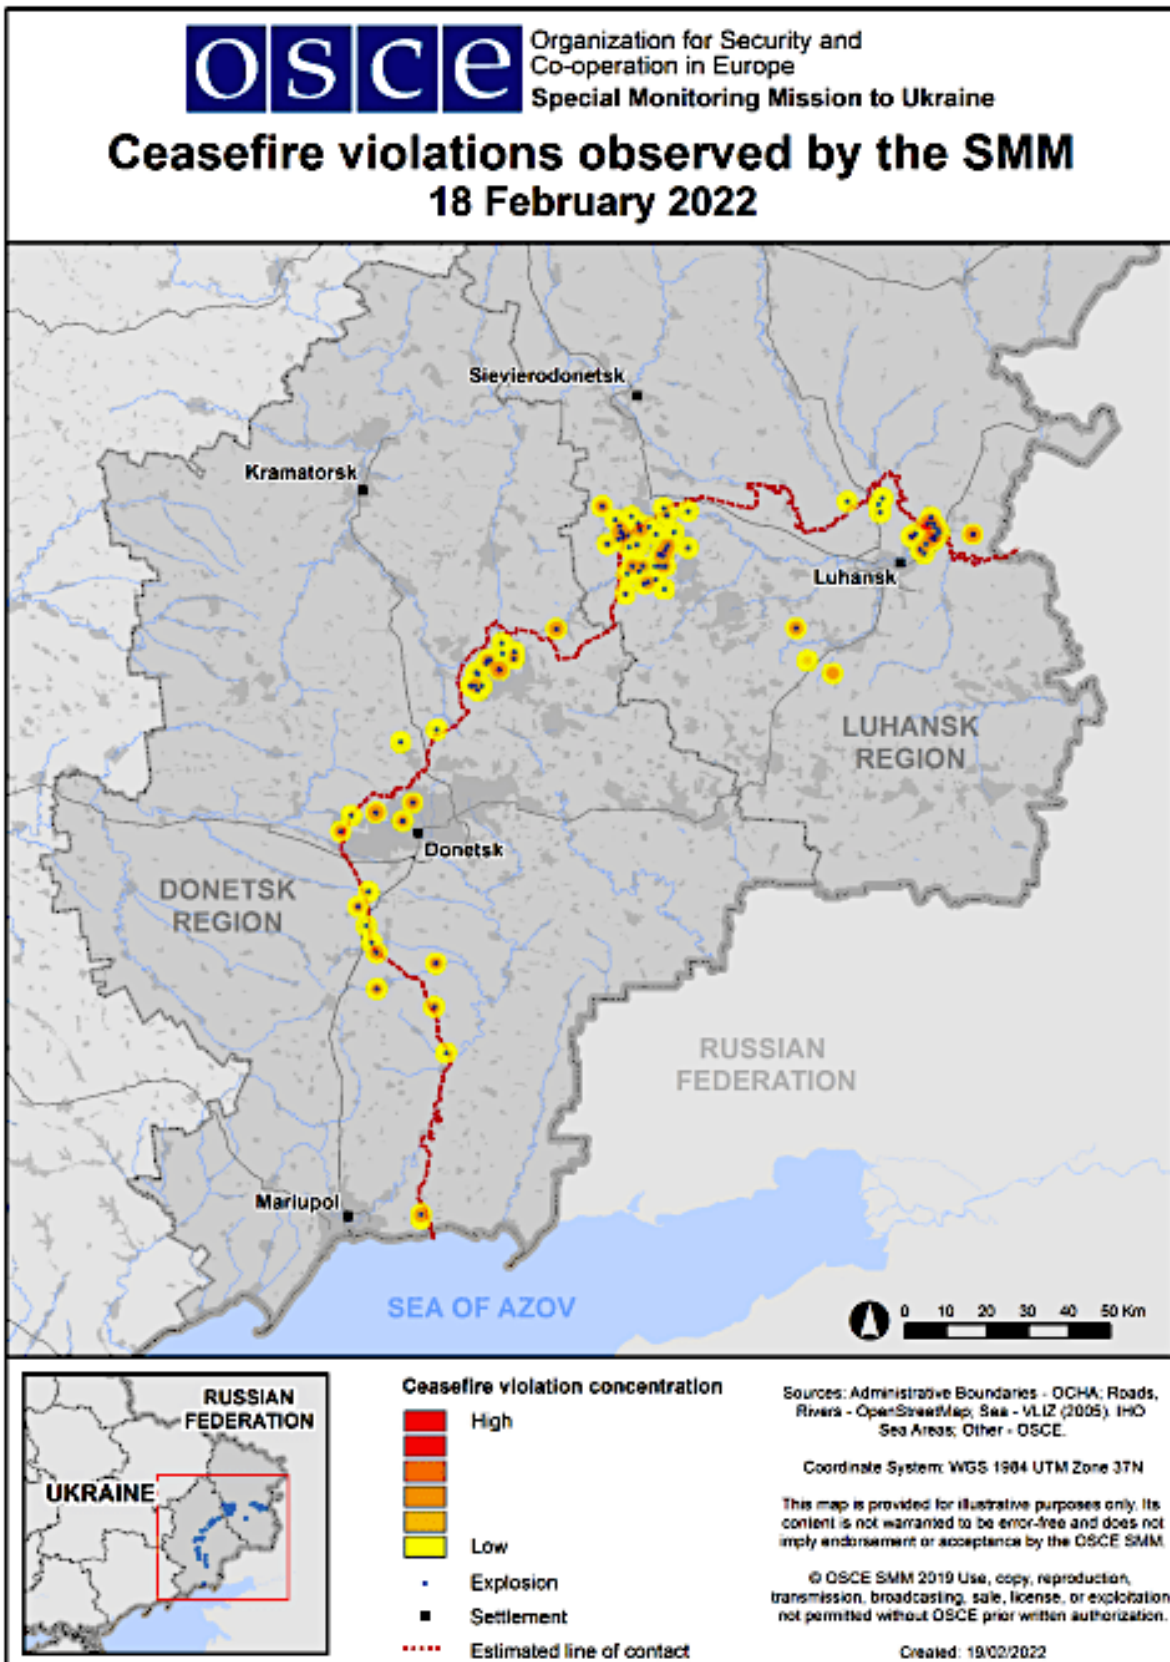 osce
Organization for Security and
Co-operation in Europe
Special Monitoring Mission to Ukraine
Ceasefire violations observed by the SMM
18 February 2022
Sievierodonetsk
Kramatorsk
Luhansk
LUHANSK
REGION
Donetsk
DONETSK
REGION
RUSSIAN
FEDERATION
Mariupol
SEA OF AZOV
0 10 20 30 40 50 Km
RUSSIAN
FEDERATION
UKRAINE
Ceasefire violation concentration
High
Low
Explosion
Settlement
Estimated line of contact
Sources: Administrative Boundaries - OCHA; Roads,
Rivers - OpenStreetMap; Sea - VLIZ (2005). IHO
Sea Areas; Other - OSCE.
Coordinate System: WGS 1984 UTM Zone 37N
This map is provided for illustrative purposes only. Its
content is not warranted to be error-free and does not
imply endorsement or acceptance by the OSCE SMM.
© OSCE SMM 2019 Use, copy, reproduction,
transmission, broadcasting, sale, license, or exploitation
not permitted without OSCE prior written authorization.
Created: 19/02/2022